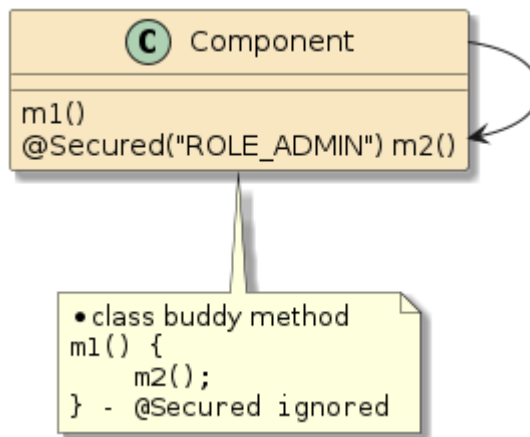 C Component
m1()
@Secured("ROLE_ADMIN") m2()
•class buddy method
m1() {
    m2();
} - @Secured ignored